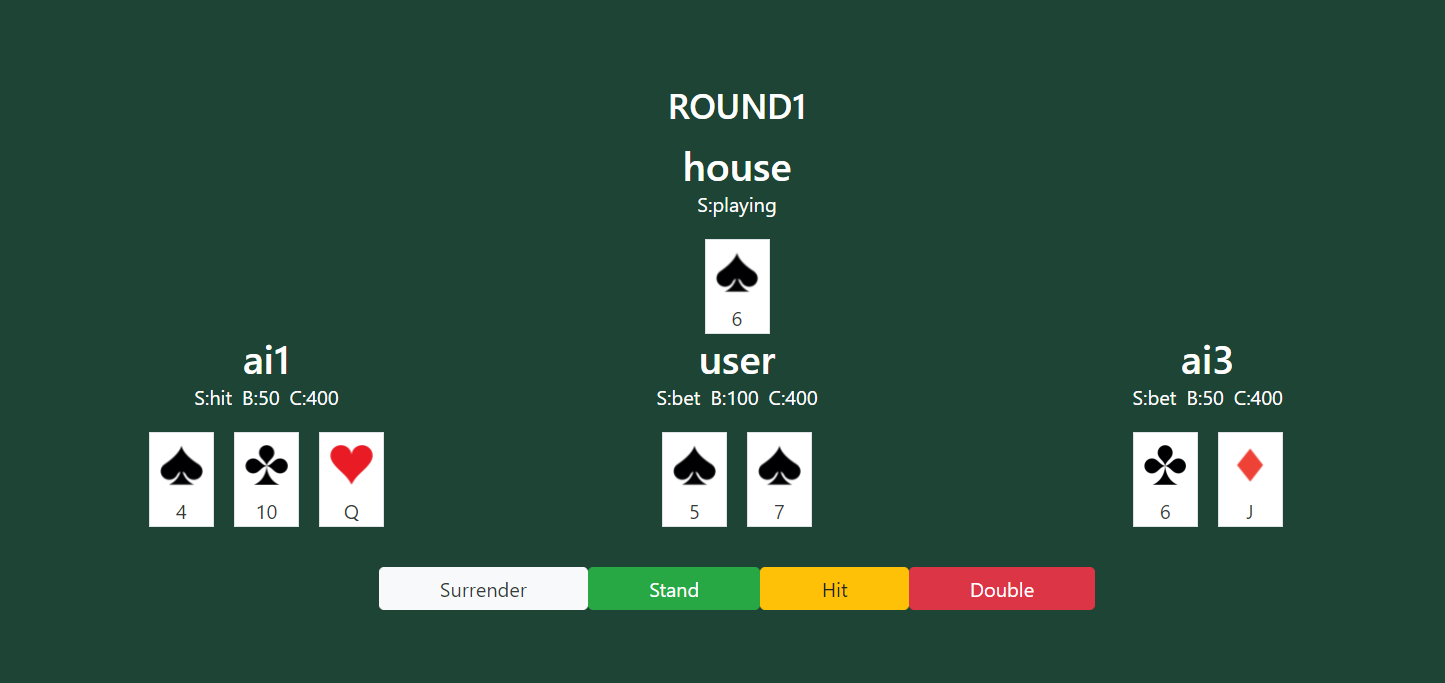 ROUND1
house
S:playing
6
ai1
S:hit B:50 C:400
4 10 Q
user
S:bet B:100 C:400
5 7
ai3
S:bet B:50 C:400
6 J
Surrender Stand Hit Double